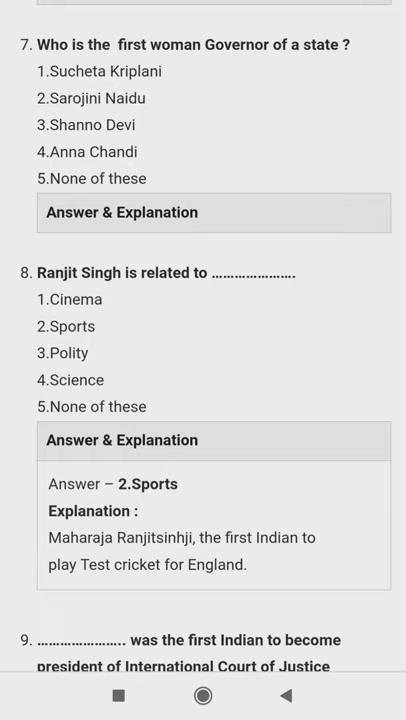 7. Who is the first woman Governor of a state ?
1.Sucheta Kriplani
2.Sarojini Naidu
3.Shanno Devi
4.Anna Chandi
5.None of these
Answer & Explanation
8. Ranjit Singh is related to ………………….
1.Cinema
2.Sports
3.Polity
4.Science
5.None of these
Answer & Explanation
Answer – 2.Sports
Explanation :
Maharaja Ranjitsinhji, the first Indian to
play Test cricket for England.
9. ………………….. was the first Indian to become
president of International Court of Justice